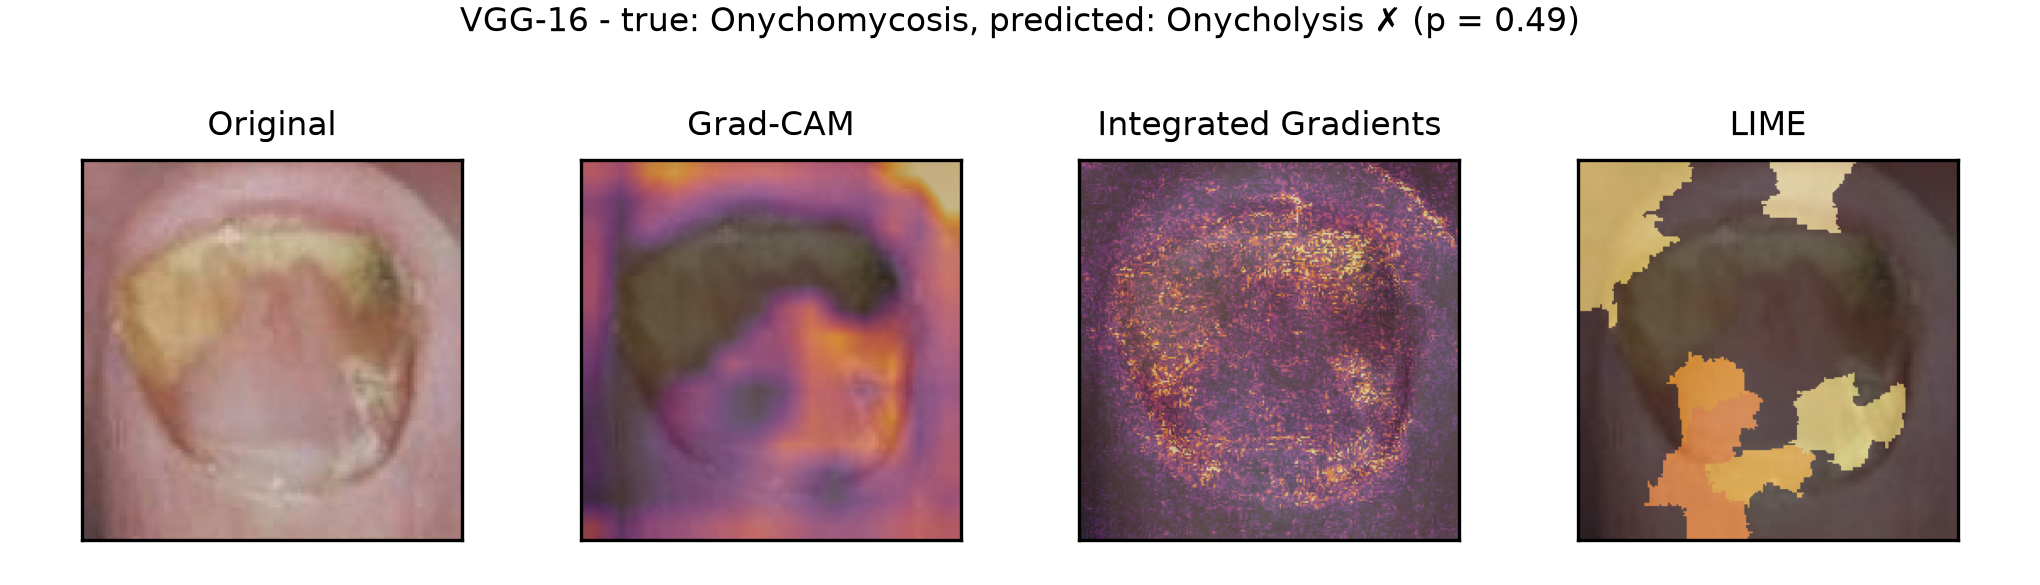 VGG-16 - true: Onychomycosis, predicted: Onycholysis ✗ (p = 0.49)
Original
Grad-CAM
Integrated Gradients
LIME